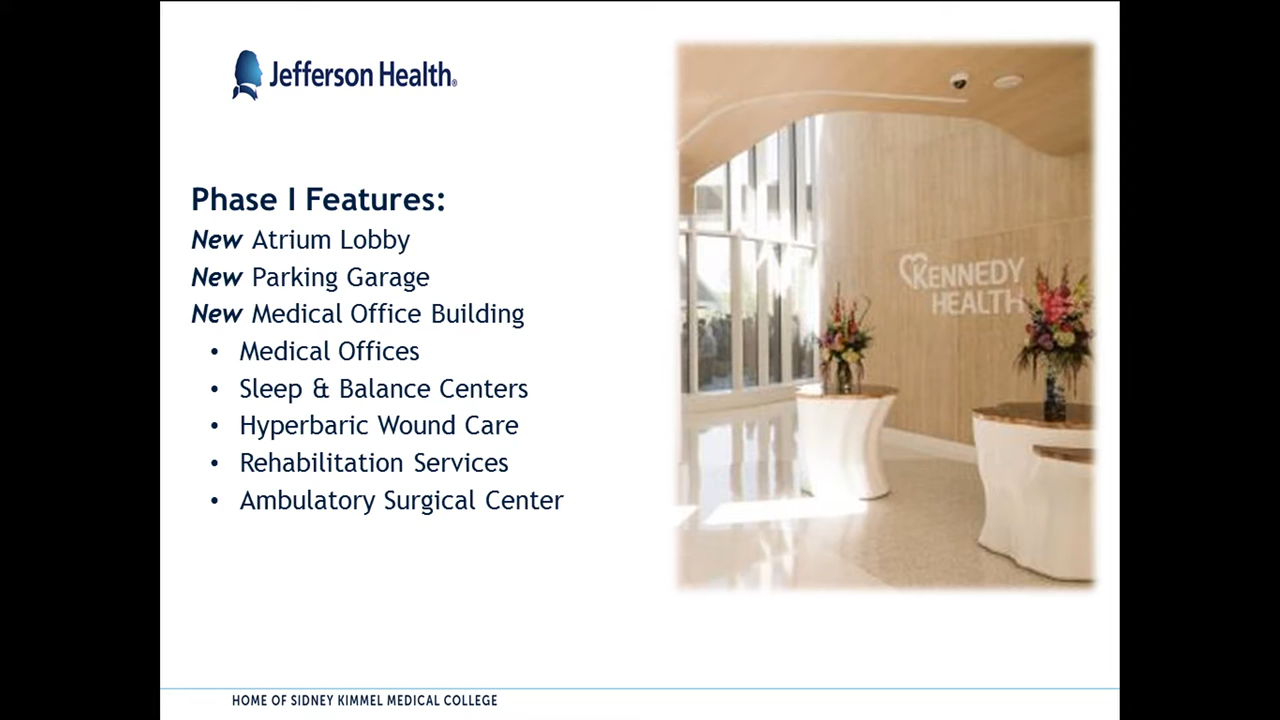 Jefferson Health®
Phase I Features:
New Atrium Lobby
New Parking Garage
New Medical Office Building
• Medical Offices
• Sleep & Balance Centers
• Hyperbaric Wound Care
• Rehabilitation Services
• Ambulatory Surgical Center
KENNEDY
HEALTH
HOME OF SIDNEY KIMMEL MEDICAL COLLEGE